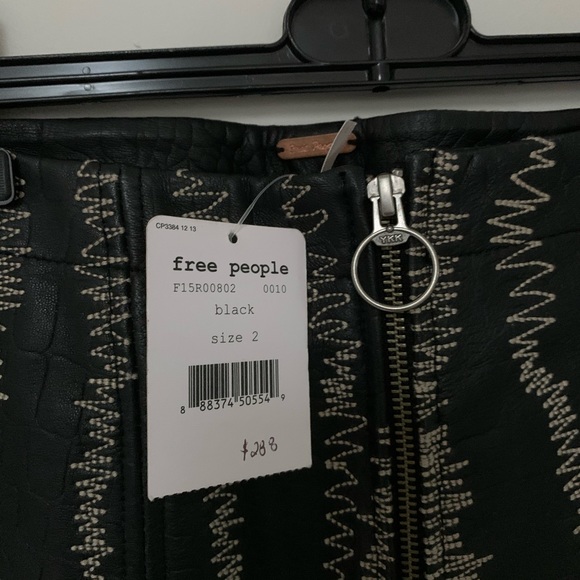 CP3384 12 13
free people
F15R00802 0010
black
size 2
8 88374 50554 9
$288
YKK